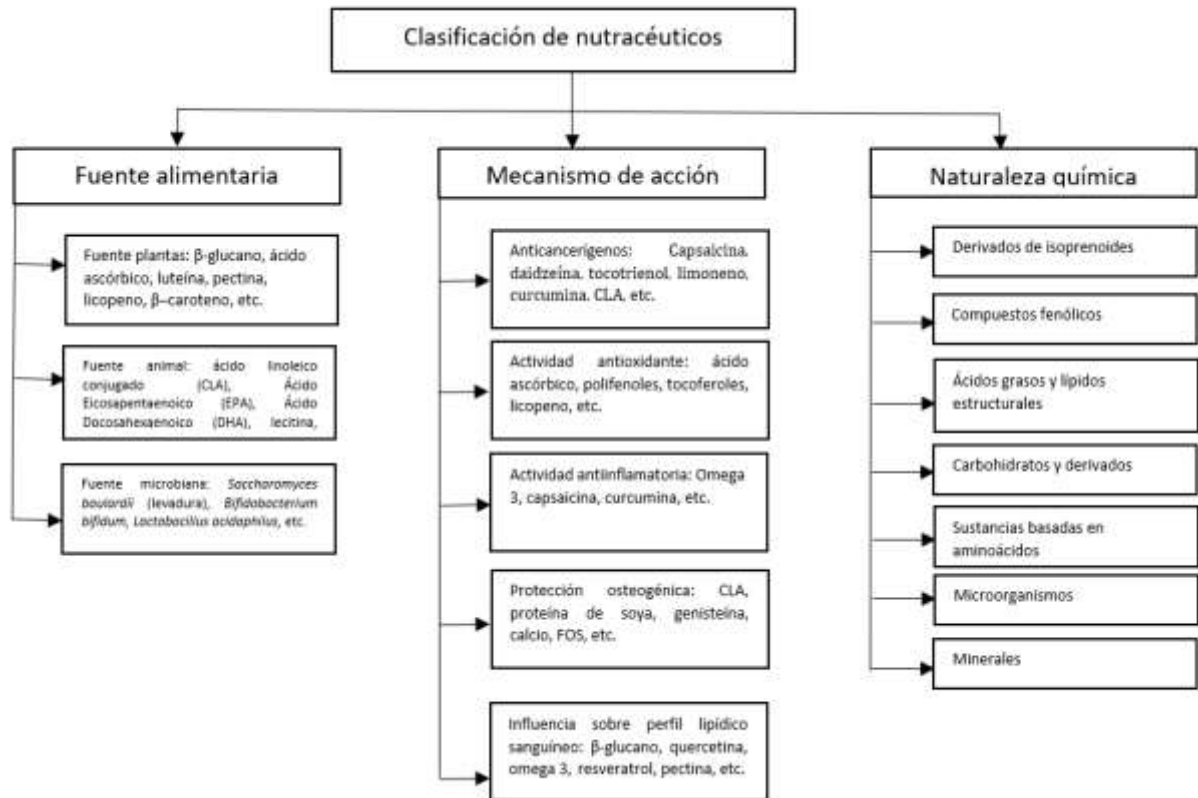 Clasificación de nutracéuticos
Fuente alimentaria
Fuente plantas: β-glucano, ácido
ascórbico, luteína, pectina,
licopeno, β–caroteno, etc.
Fuente animal: ácido linoleico
conjugado (CLA), Ácido
Eicosapentaenoico (EPA), Ácido
Docosahexaenoico (DHA), lecitina,
Fuente microbiana: Saccharomyces
boulardii (levadura), Bifidobacterium
bifidum, Lactobacillus acidophilus, etc.
Mecanismo de acción
Anticancerígenos: Capsaicina,
daidzeína, tocotrienol, limoneno,
curcumina, CLA, etc.
Actividad antioxidante: ácido
ascórbico, polifenoles, tocoferoles,
licopeno, etc.
Actividad antiinflamatoria: Omega
3, capsaicina, curcumina, etc.
Protección osteogénica: CLA,
proteína de soya, genisteína,
calcio, FOS, etc.
Influencia sobre perfil lipídico
sanguíneo: β-glucano, quercetina,
omega 3, resveratrol, pectina, etc.
Naturaleza química
Derivados de isoprenoides
Compuestos fenólicos
Ácidos grasos y lípidos
estructurales
Carbohidratos y derivados
Sustancias basadas en
aminoácidos
Microorganismos
Minerales